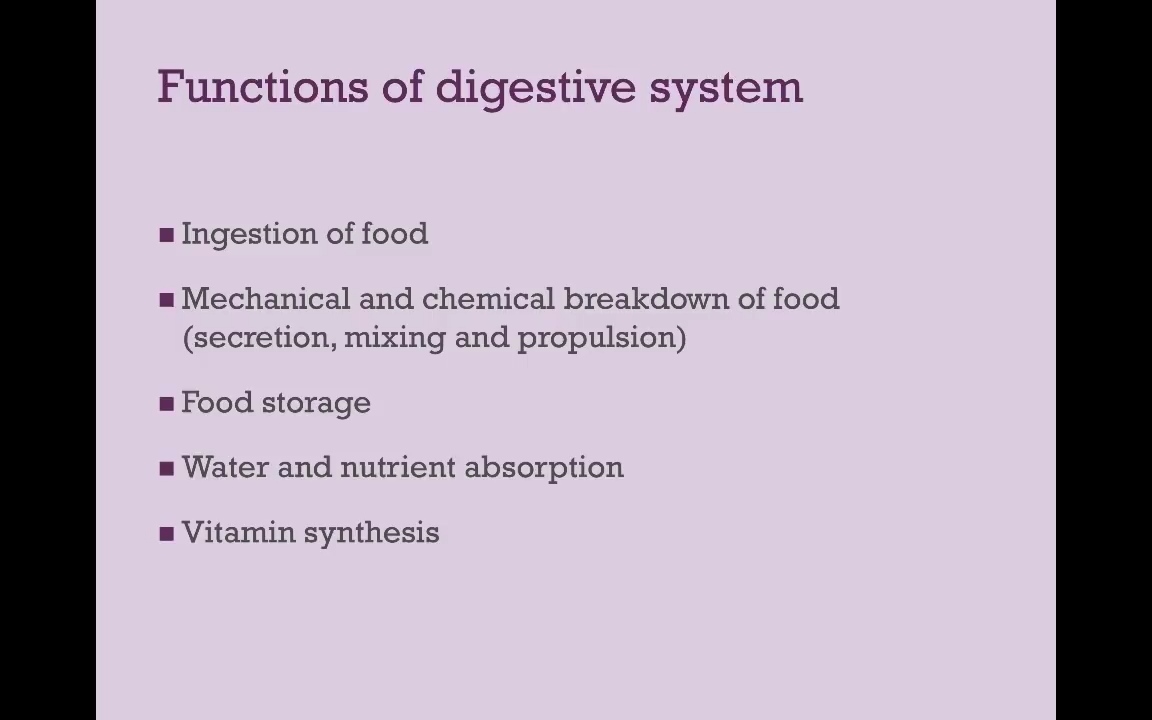 Functions of digestive system
■ Ingestion of food
■ Mechanical and chemical breakdown of food
(secretion, mixing and propulsion)
■ Food storage
■ Water and nutrient absorption
■ Vitamin synthesis